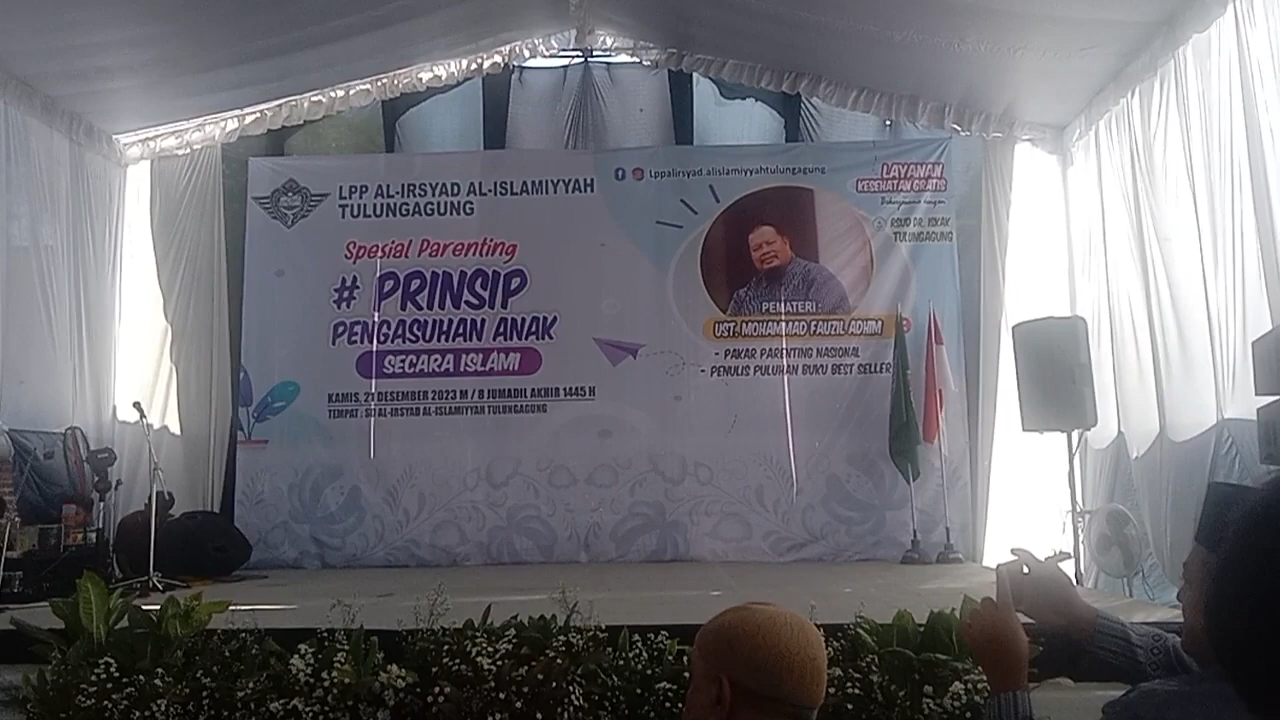 LPP AL-IRSYAD AL-ISLAMIYYAH
TULUNGAGUNG
Spesial Parenting
# PRINSIP
PENGASUHAN ANAK
SECARA ISLAMI
KAMIS, 21 DESEMBER 2023 M / 8 JUMADIL AKHIR 1445 H
TEMPAT : SD AL-IRSYAD AL-ISLAMIYYAH TULUNGAGUNG
Lppalirsyad.alislamiyyahtulungagung
LAYANAN
KESEHATAN GRATIS
Bekerjasama dengan
RSUD DR. ISKAK
TULUNGAGUNG
PEMATERI :
UST. MOHAMMAD FAUZIL ADHIM
- PAKAR PARENTING NASIONAL
- PENULIS PULUHAN BUKU BEST SELLER